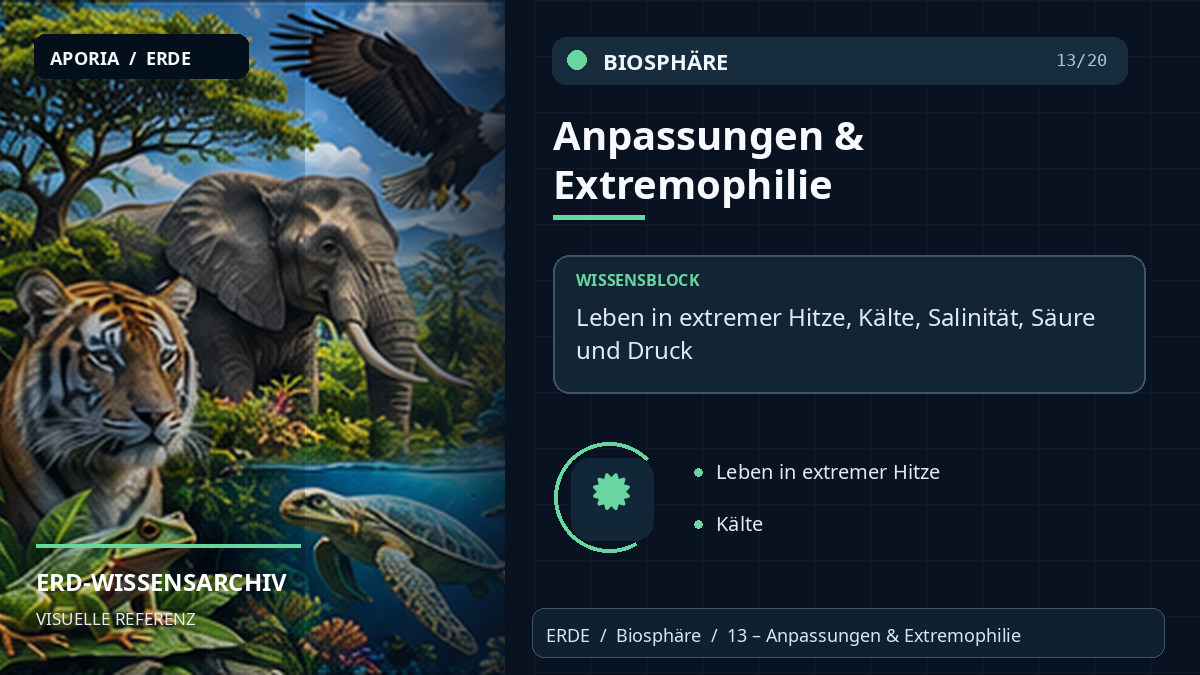 APORIA / ERDE
ERD-WISSENSARCHIV
VISUELLE REFERENZ
BIOSPHÄRE
13/20
Anpassungen &
Extremophilie
WISSENSBLOCK
Leben in extremer Hitze, Kälte, Salinität, Säure
und Druck
Leben in extremer Hitze
Kälte
ERDE / Biosphäre / 13 – Anpassungen & Extremophilie